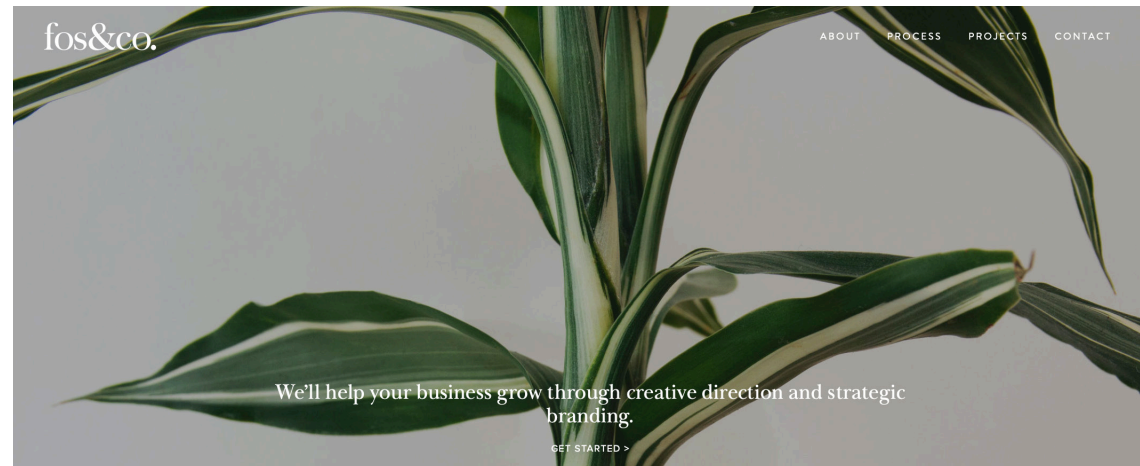 fos&co.
ABOUT PROCESS PROJECTS CONTACT
We’ll help your business grow through creative direction and strategic
branding.
GET STARTED >